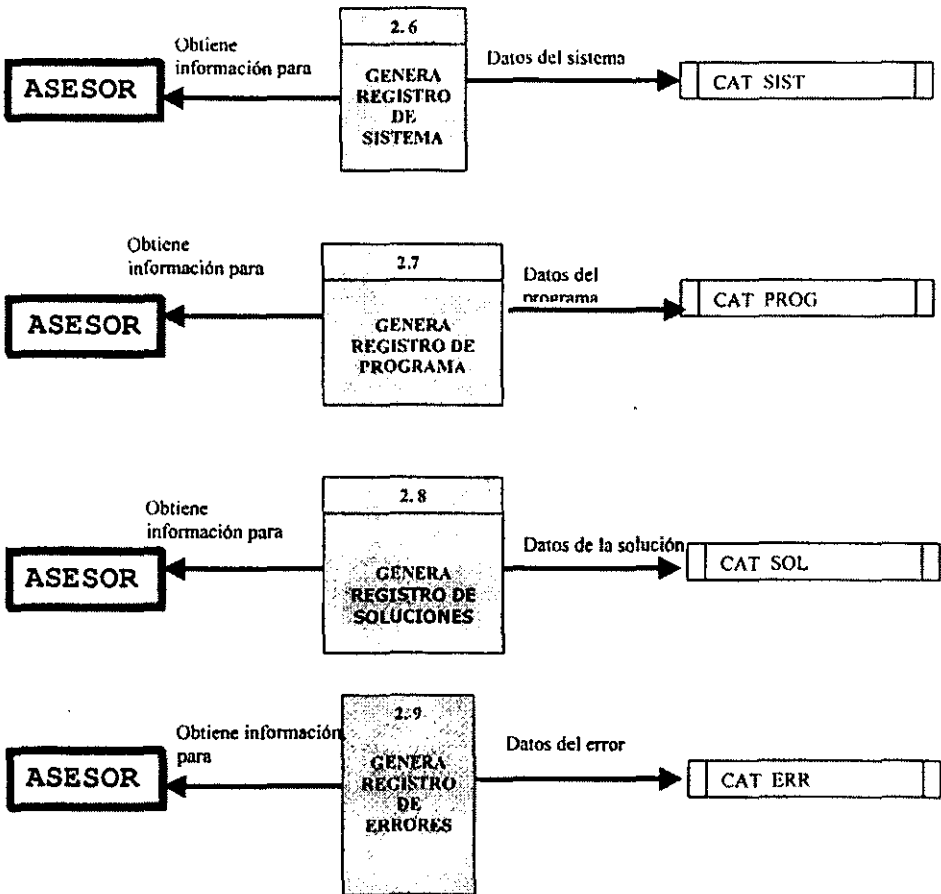 2.6
Obtiene
información para
Datos del sistema
ASESOR
GENERA
REGISTRO
DE
SISTEMA
CAT SIST
Obtiene
información para
2.7
Datos del
programa
ASESOR
GENERA
REGISTRO DE
PROGRAMA
CAT PROG
2.8
Obtiene
información para
Datos de la solución
ASESOR
GENERA
REGISTRO DE
SOLUCIONES
CAT SOL
2.9
Obtiene información
para
Datos del error
ASESOR
GENERA
REGISTRO
DE
ERRORES
CAT ERR